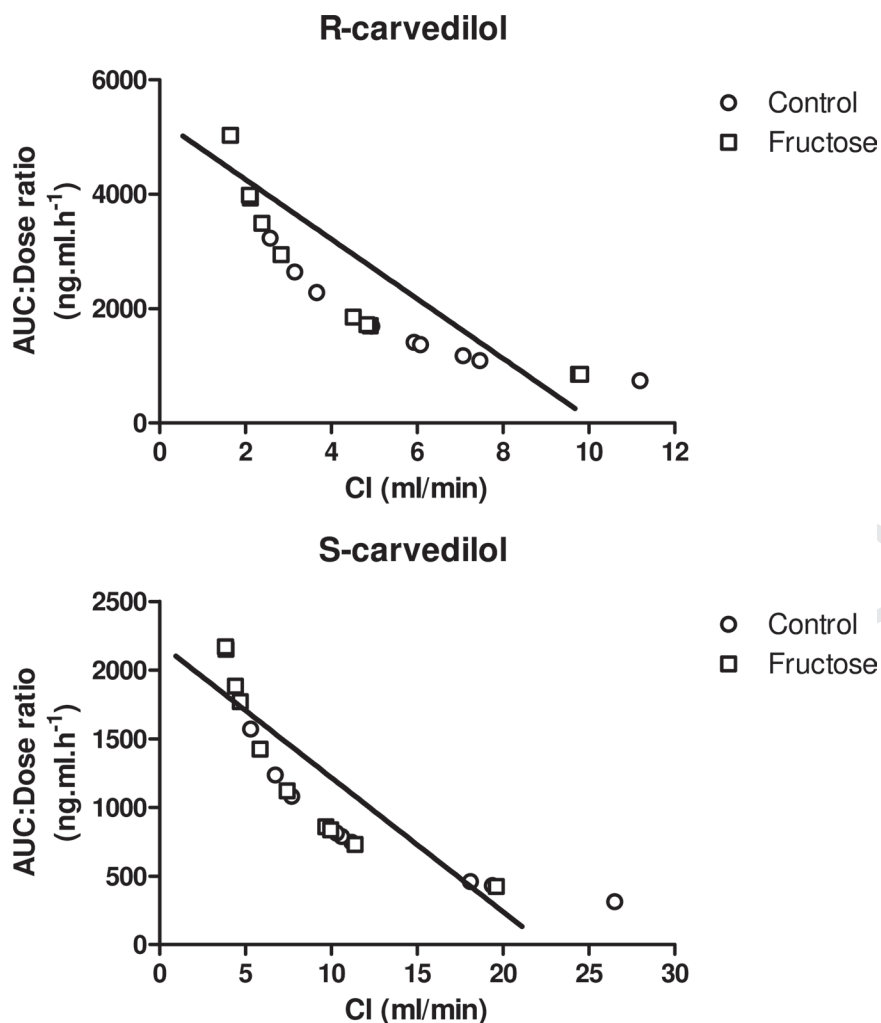 R-carvedilol
6000
4000
2000
0
AUC:Dose ratio
(ng.ml.h⁻¹)
0 2 4 6 8 10 12
Cl (ml/min)
Control
Fructose
S-carvedilol
2500
2000
1500
1000
500
0
AUC:Dose ratio
(ng.ml.h⁻¹)
0 5 10 15 20 25 30
Cl (ml/min)
Control
Fructose